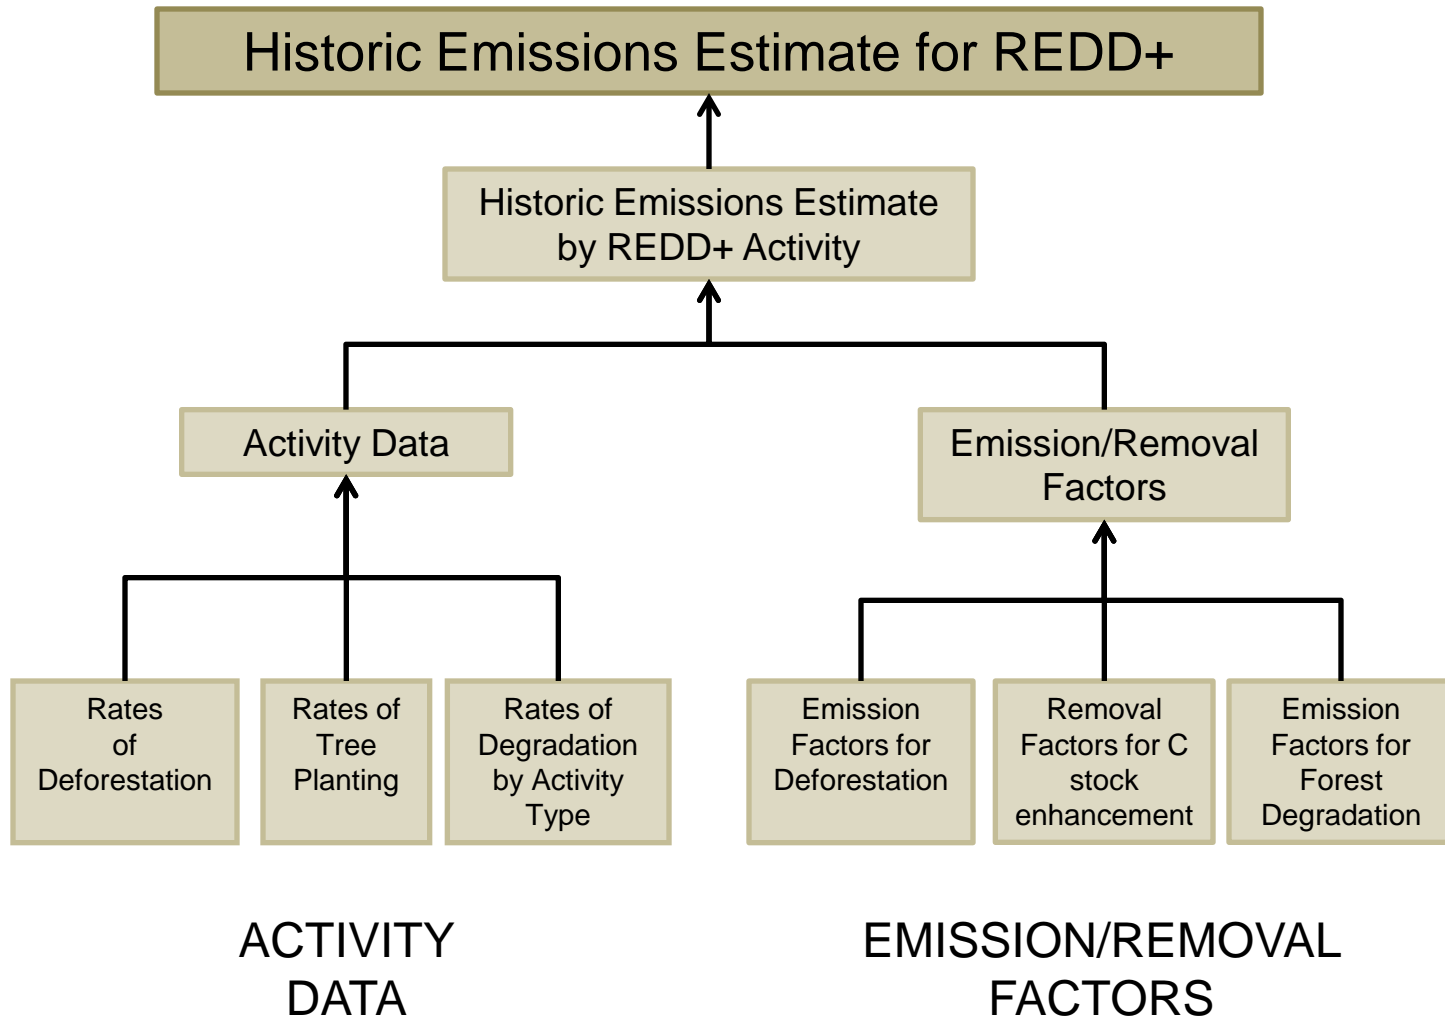 Historic Emissions Estimate for REDD+
Historic Emissions Estimate
by REDD+ Activity
Activity Data
Emission/Removal
Factors
Rates
of
Deforestation
Rates of
Tree
Planting
Rates of
Degradation
by Activity
Type
Emission
Factors for
Deforestation
Removal
Factors for C
stock
enhancement
Emission
Factors for
Forest
Degradation
ACTIVITY
DATA
EMISSION/REMOVAL
FACTORS